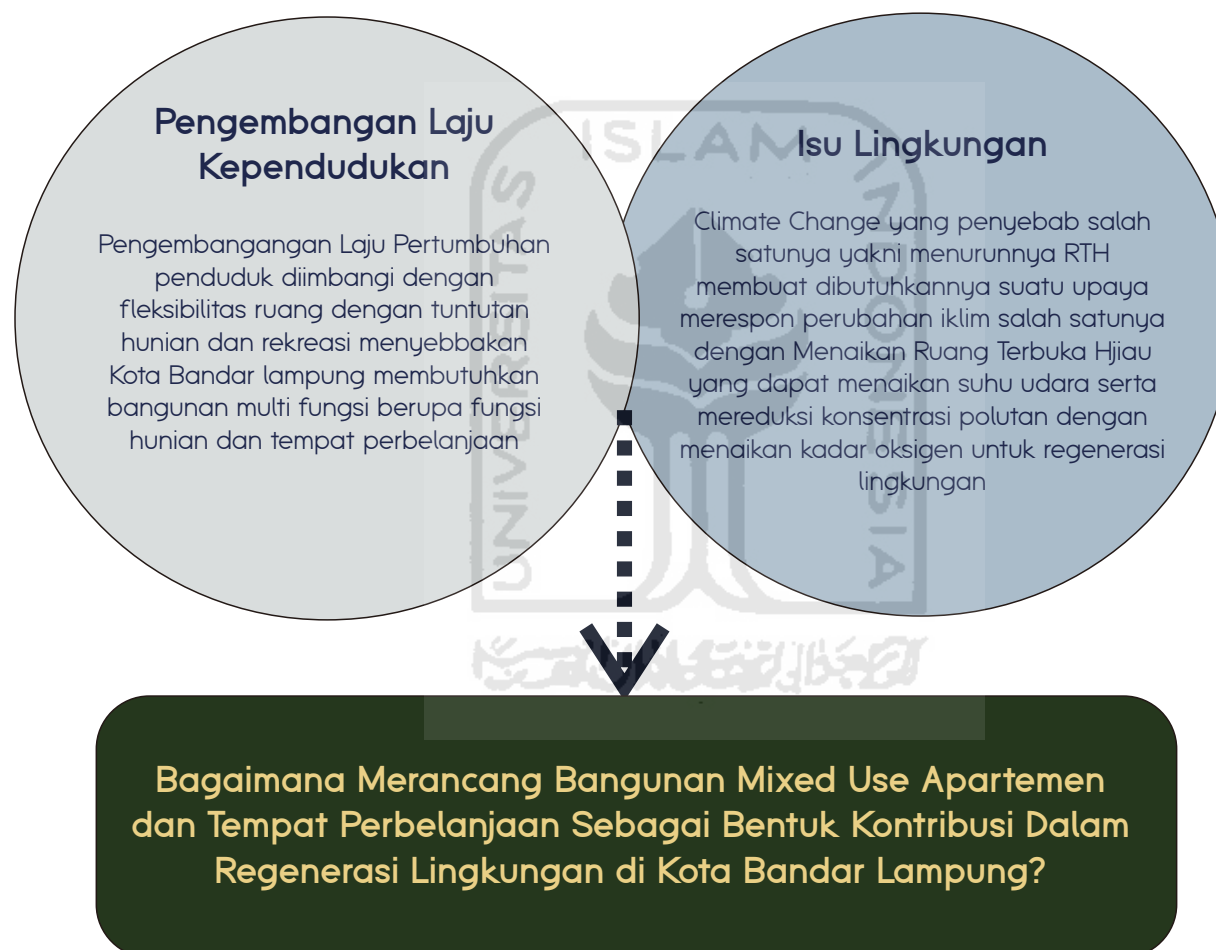 Pengembangan Laju
Kependudukan
Pengembangangan Laju Pertumbuhan
penduduk diimbangi dengan
fleksibilitas ruang dengan tuntutan
hunian dan rekreasi menyebbakan
Kota Bandar lampung membutuhkan
bangunan multi fungsi berupa fungsi
hunian dan tempat perbelanjaan
Isu Lingkungan
Climate Change yang penyebab salah
satunya yakni menurunnya RTH
membuat dibutuhkannya suatu upaya
merespon perubahan iklim salah satunya
dengan Menaikan Ruang Terbuka Hjiau
yang dapat menaikan suhu udara serta
mereduksi konsentrasi polutan dengan
menaikan kadar oksigen untuk regenerasi
lingkungan
UNIVERSITAS
ISLAM
INDONESIA
Bagaimana Merancang Bangunan Mixed Use Apartemen
dan Tempat Perbelanjaan Sebagai Bentuk Kontribusi Dalam
Regenerasi Lingkungan di Kota Bandar Lampung?